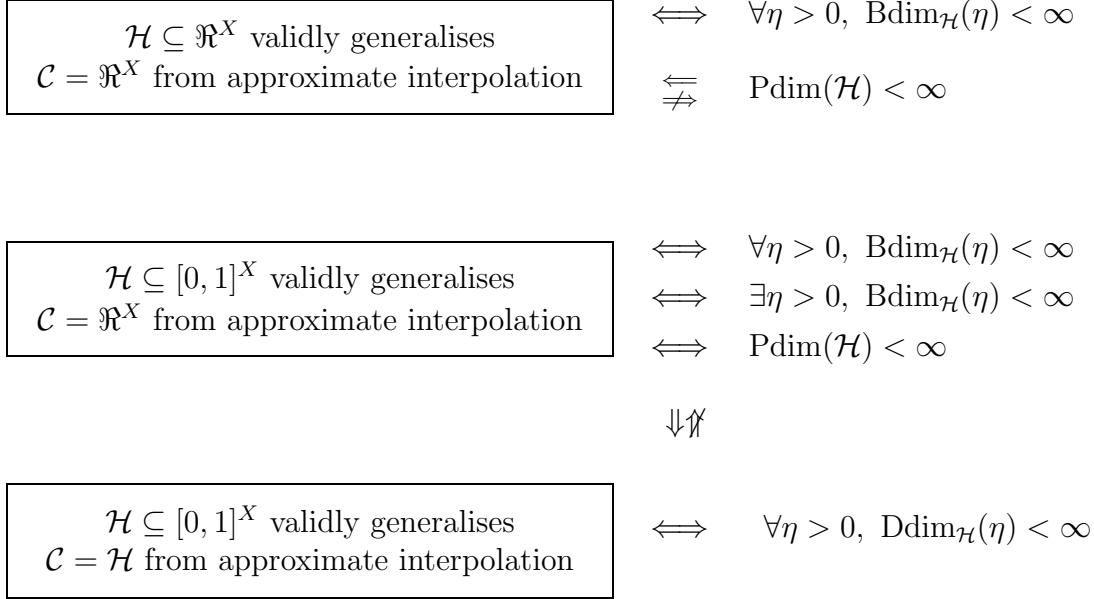 ℋ ⊆ ℜ^X validly generalises
𝒞 = ℜ^X from approximate interpolation
⟺ ∀η > 0, Bdim_ℋ(η) < ∞
⇐ ⇏ Pdim(ℋ) < ∞
ℋ ⊆ [0, 1]^X validly generalises
𝒞 = ℜ^X from approximate interpolation
⟺ ∀η > 0, Bdim_ℋ(η) < ∞
⟺ ∃η > 0, Bdim_ℋ(η) < ∞
⟺ Pdim(ℋ) < ∞
⇓⇑̸
ℋ ⊆ [0, 1]^X validly generalises
𝒞 = ℋ from approximate interpolation
⟺ ∀η > 0, Ddim_ℋ(η) < ∞